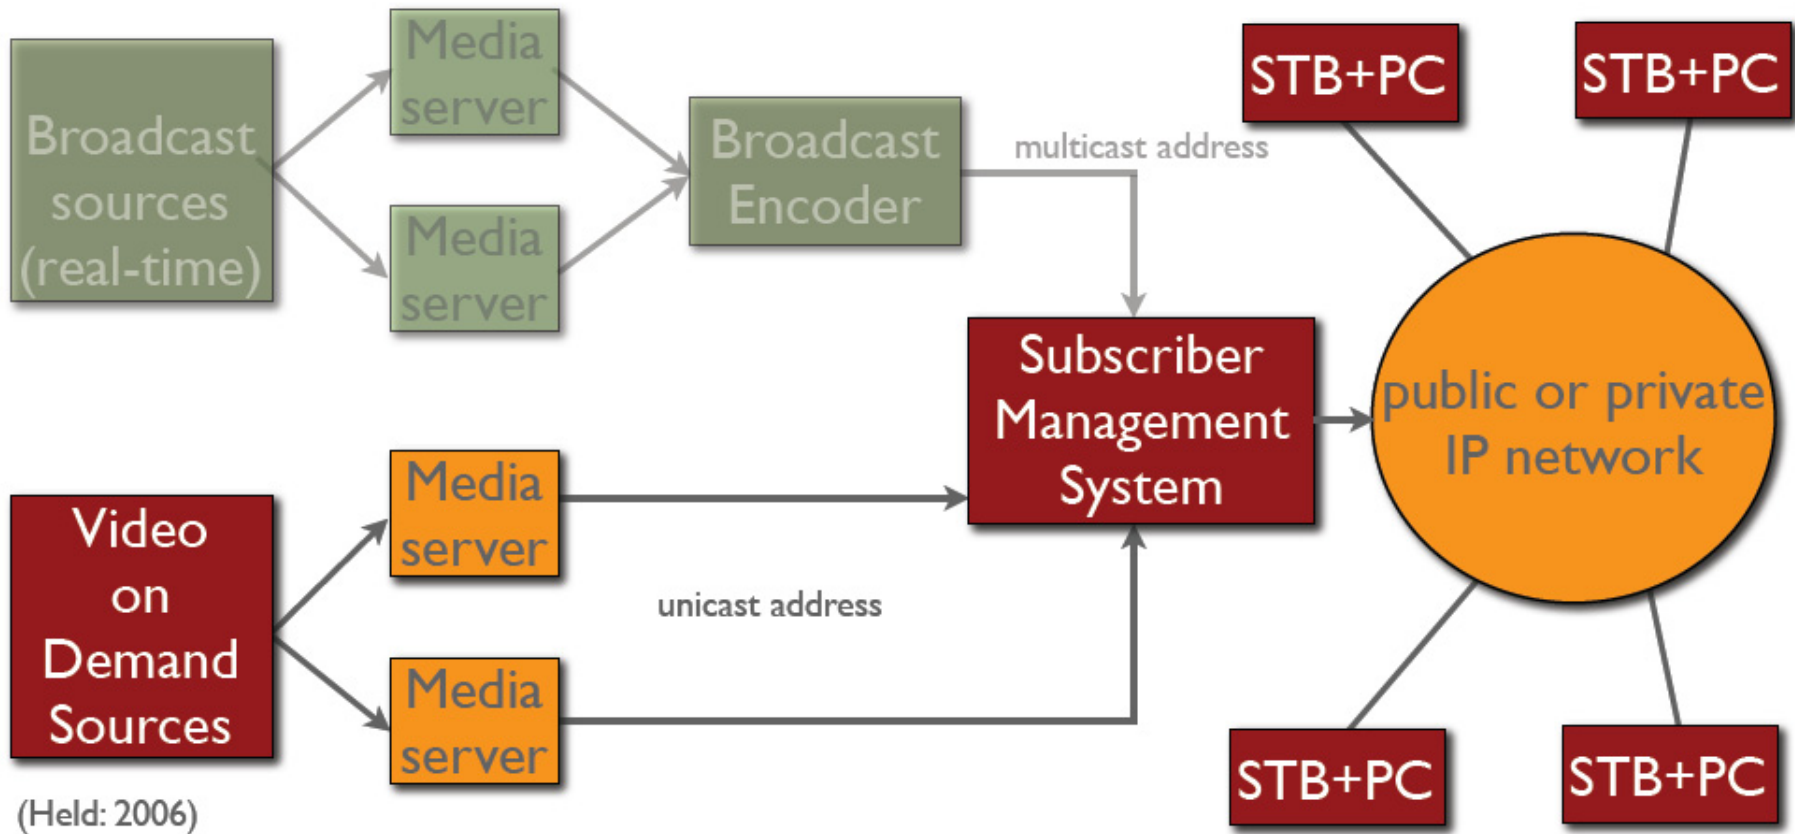 Broadcast
sources
(real-time)
Media
server
Media
server
Broadcast
Encoder
multicast address
STB+PC
STB+PC
Subscriber
Management
System
public or private
IP network
Video
on
Demand
Sources
Media
server
unicast address
Media
server
STB+PC
STB+PC
(Held: 2006)